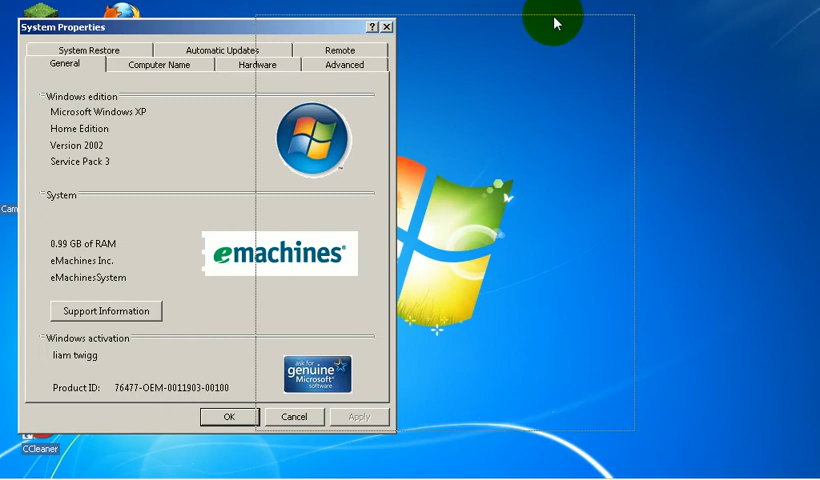 System Properties
System Restore
Automatic Updates
Remote
General
Computer Name
Hardware
Advanced
Windows edition
Microsoft Windows XP
Home Edition
Version 2002
Service Pack 3
System
Cam
0.99 GB of RAM
eMachines Inc.
eMachinesSystem
emachines®
Support Information
Windows activation
liam twigg
Product ID: 76477-OEM-0011903-00100
ask for
genuine
Microsoft®
software
OK
Cancel
Apply
CCleaner